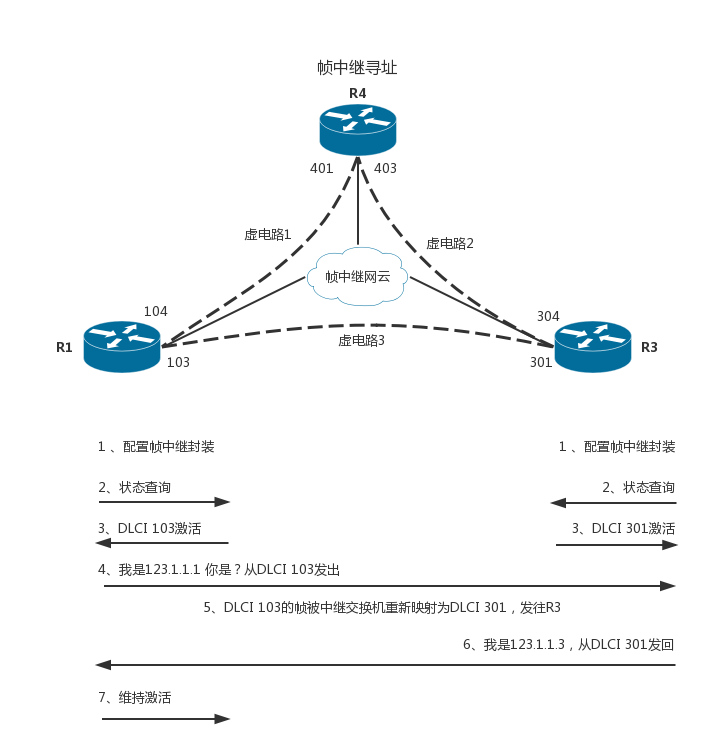 帧中继寻址
R4
401
403
虚电路1
虚电路2
帧中继网云
104
304
R1
虚电路3
R3
103
301
1 、配置帧中继封装
1 、配置帧中继封装
2、状态查询
2、状态查询
3、DLCI 103激活
3、DLCI 301激活
4、我是123.1.1.1 你是？从DLCI 103发出
5、DLCI 103的帧被中继交换机重新映射为DLCI 301，发往R3
6、我是123.1.1.3，从DLCI 301发回
7、维持激活